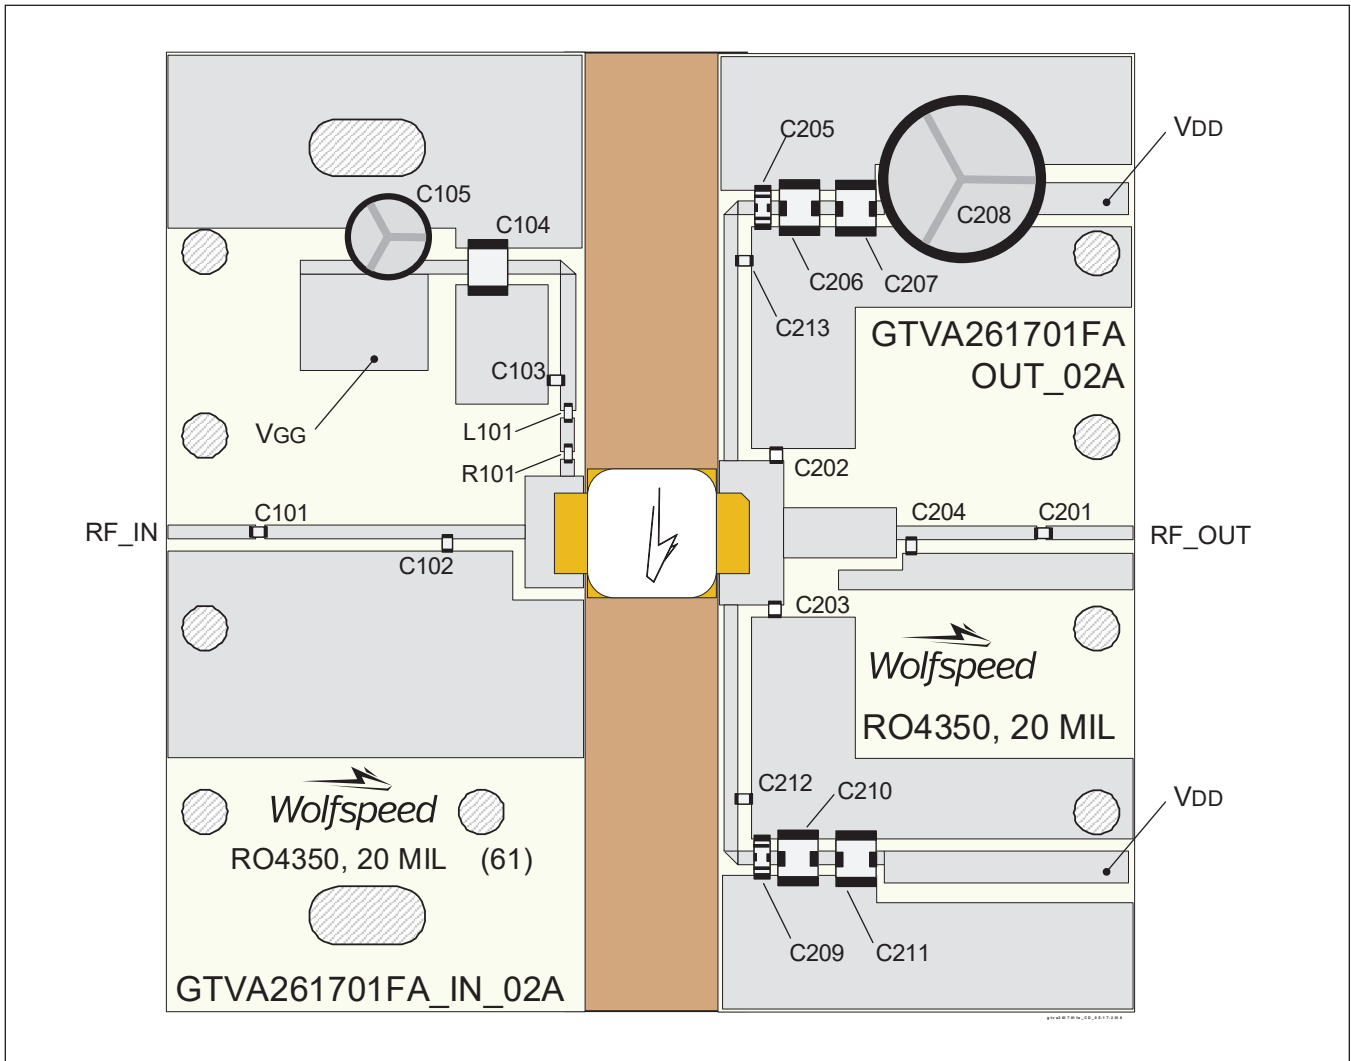 C205
VDD
C105
C104
C208
C206
C207
C213
GTVA261701FA
OUT_02A
C103
L101
VGG
R101
C202
C101
C204
C201
RF_IN
RF_OUT
C102
C203
Wolfspeed
RO4350, 20 MIL
C212
C210
VDD
Wolfspeed
RO4350, 20 MIL (61)
C209
C211
GTVA261701FA_IN_02A